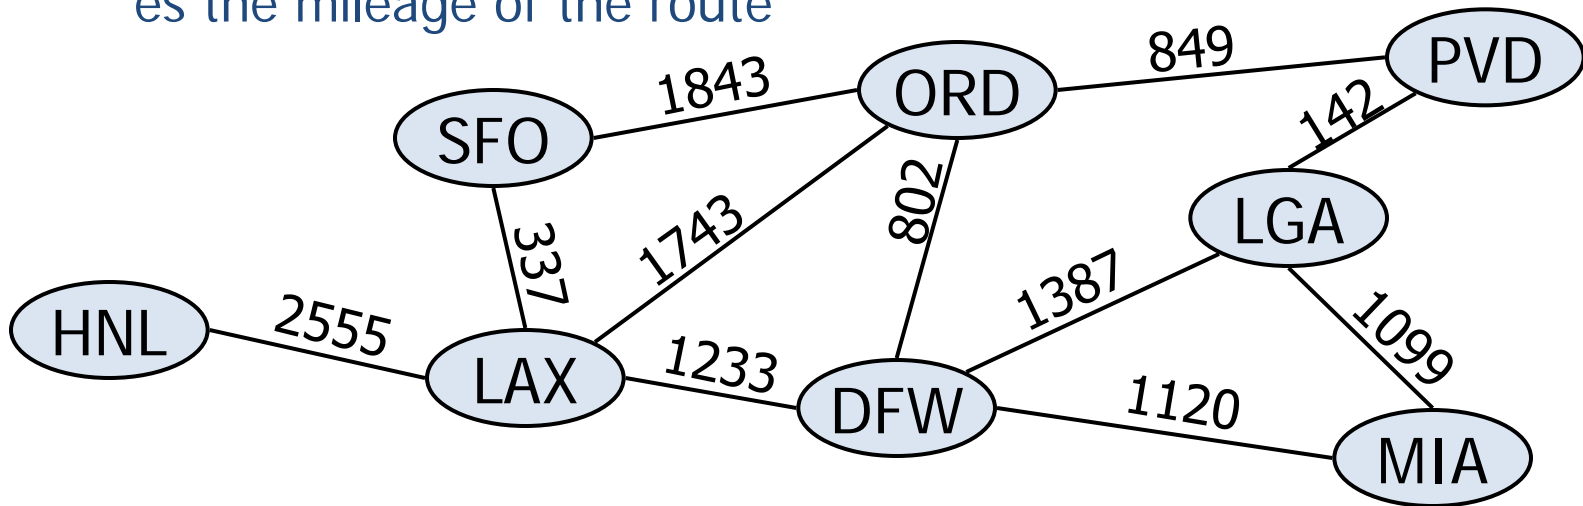 es the mileage of the route
849
PVD
1843
ORD
142
SFO
802
LGA
1743
337
1387
HNL
2555
1099
LAX
1233
DFW
1120
MIA